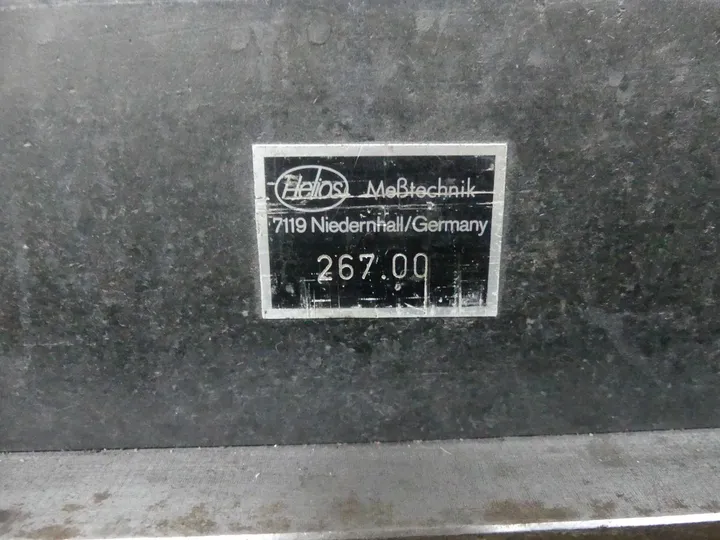 Helios Meßtechnik
7119 Niedernhall/Germany
267.00